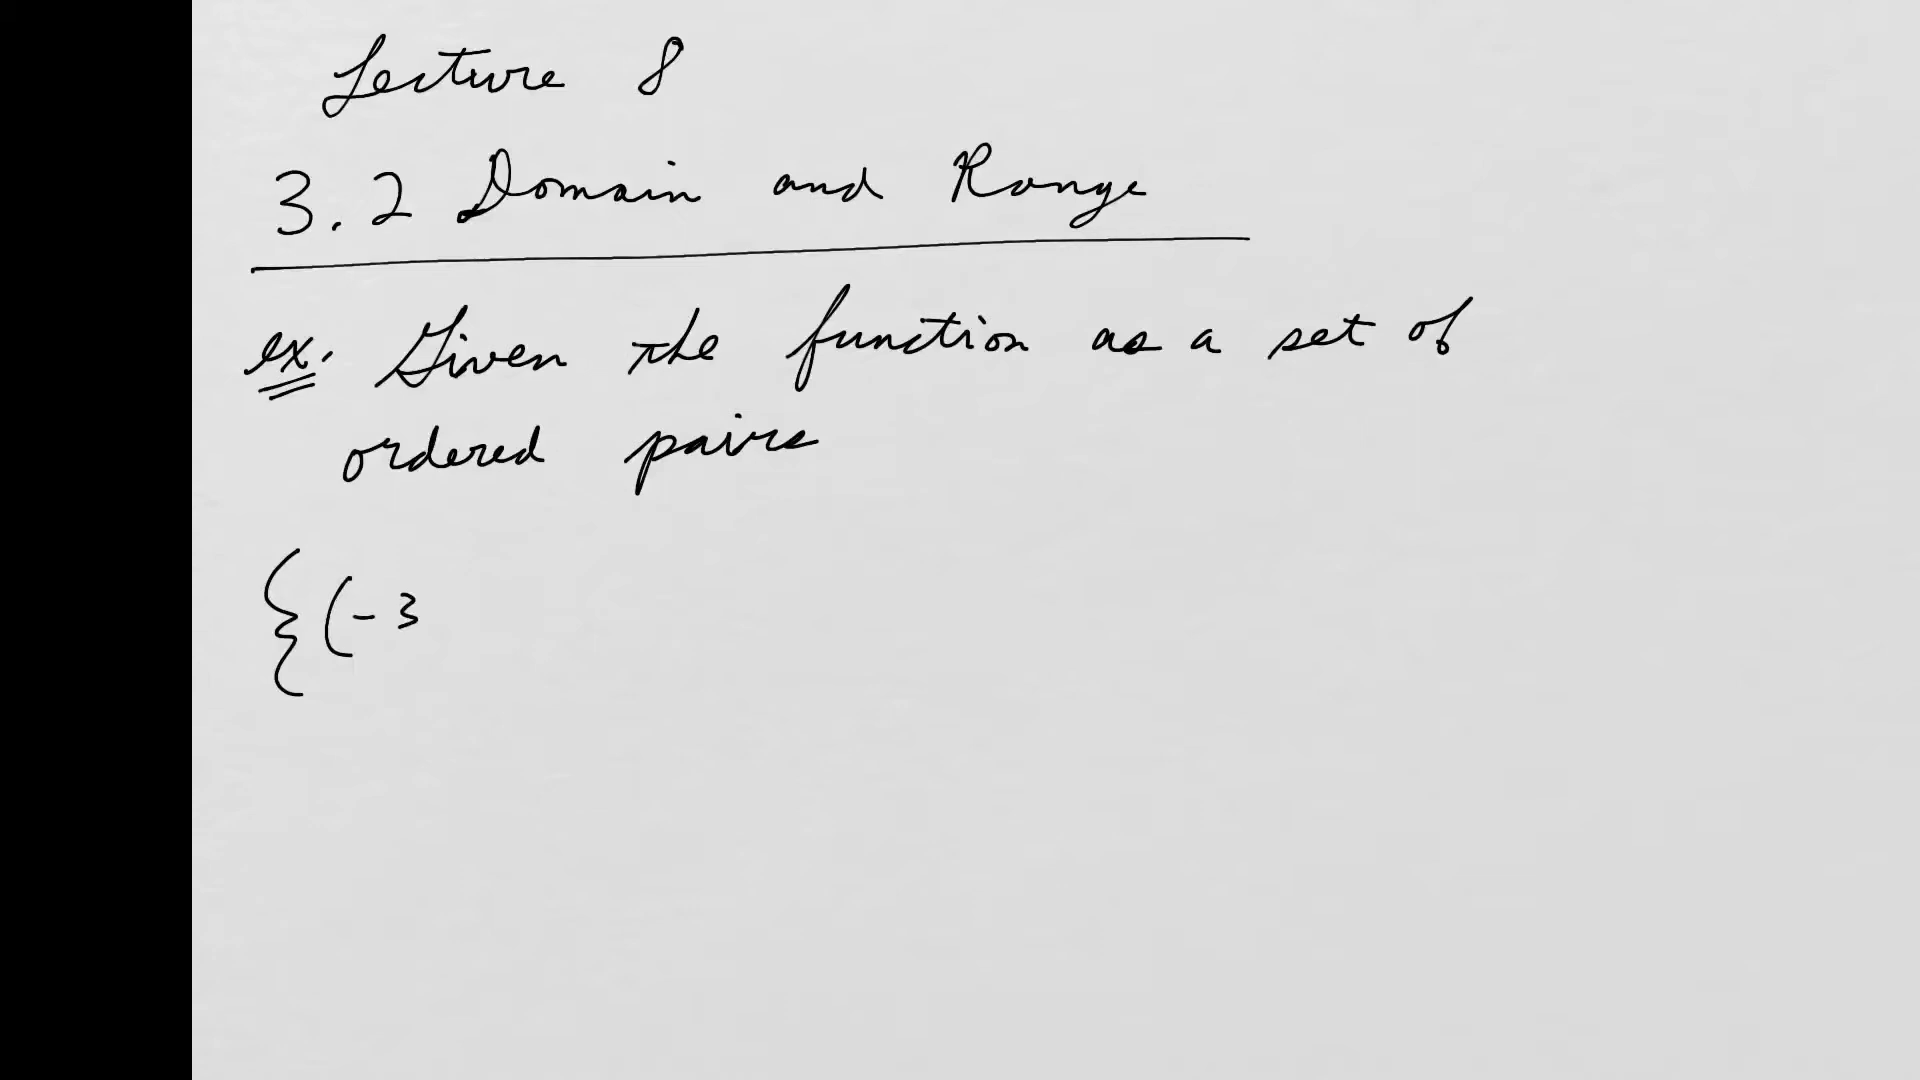 Lecture 8
3.2 Domain and Range
ex. Given the function as a set of
ordered pairs
{(-3